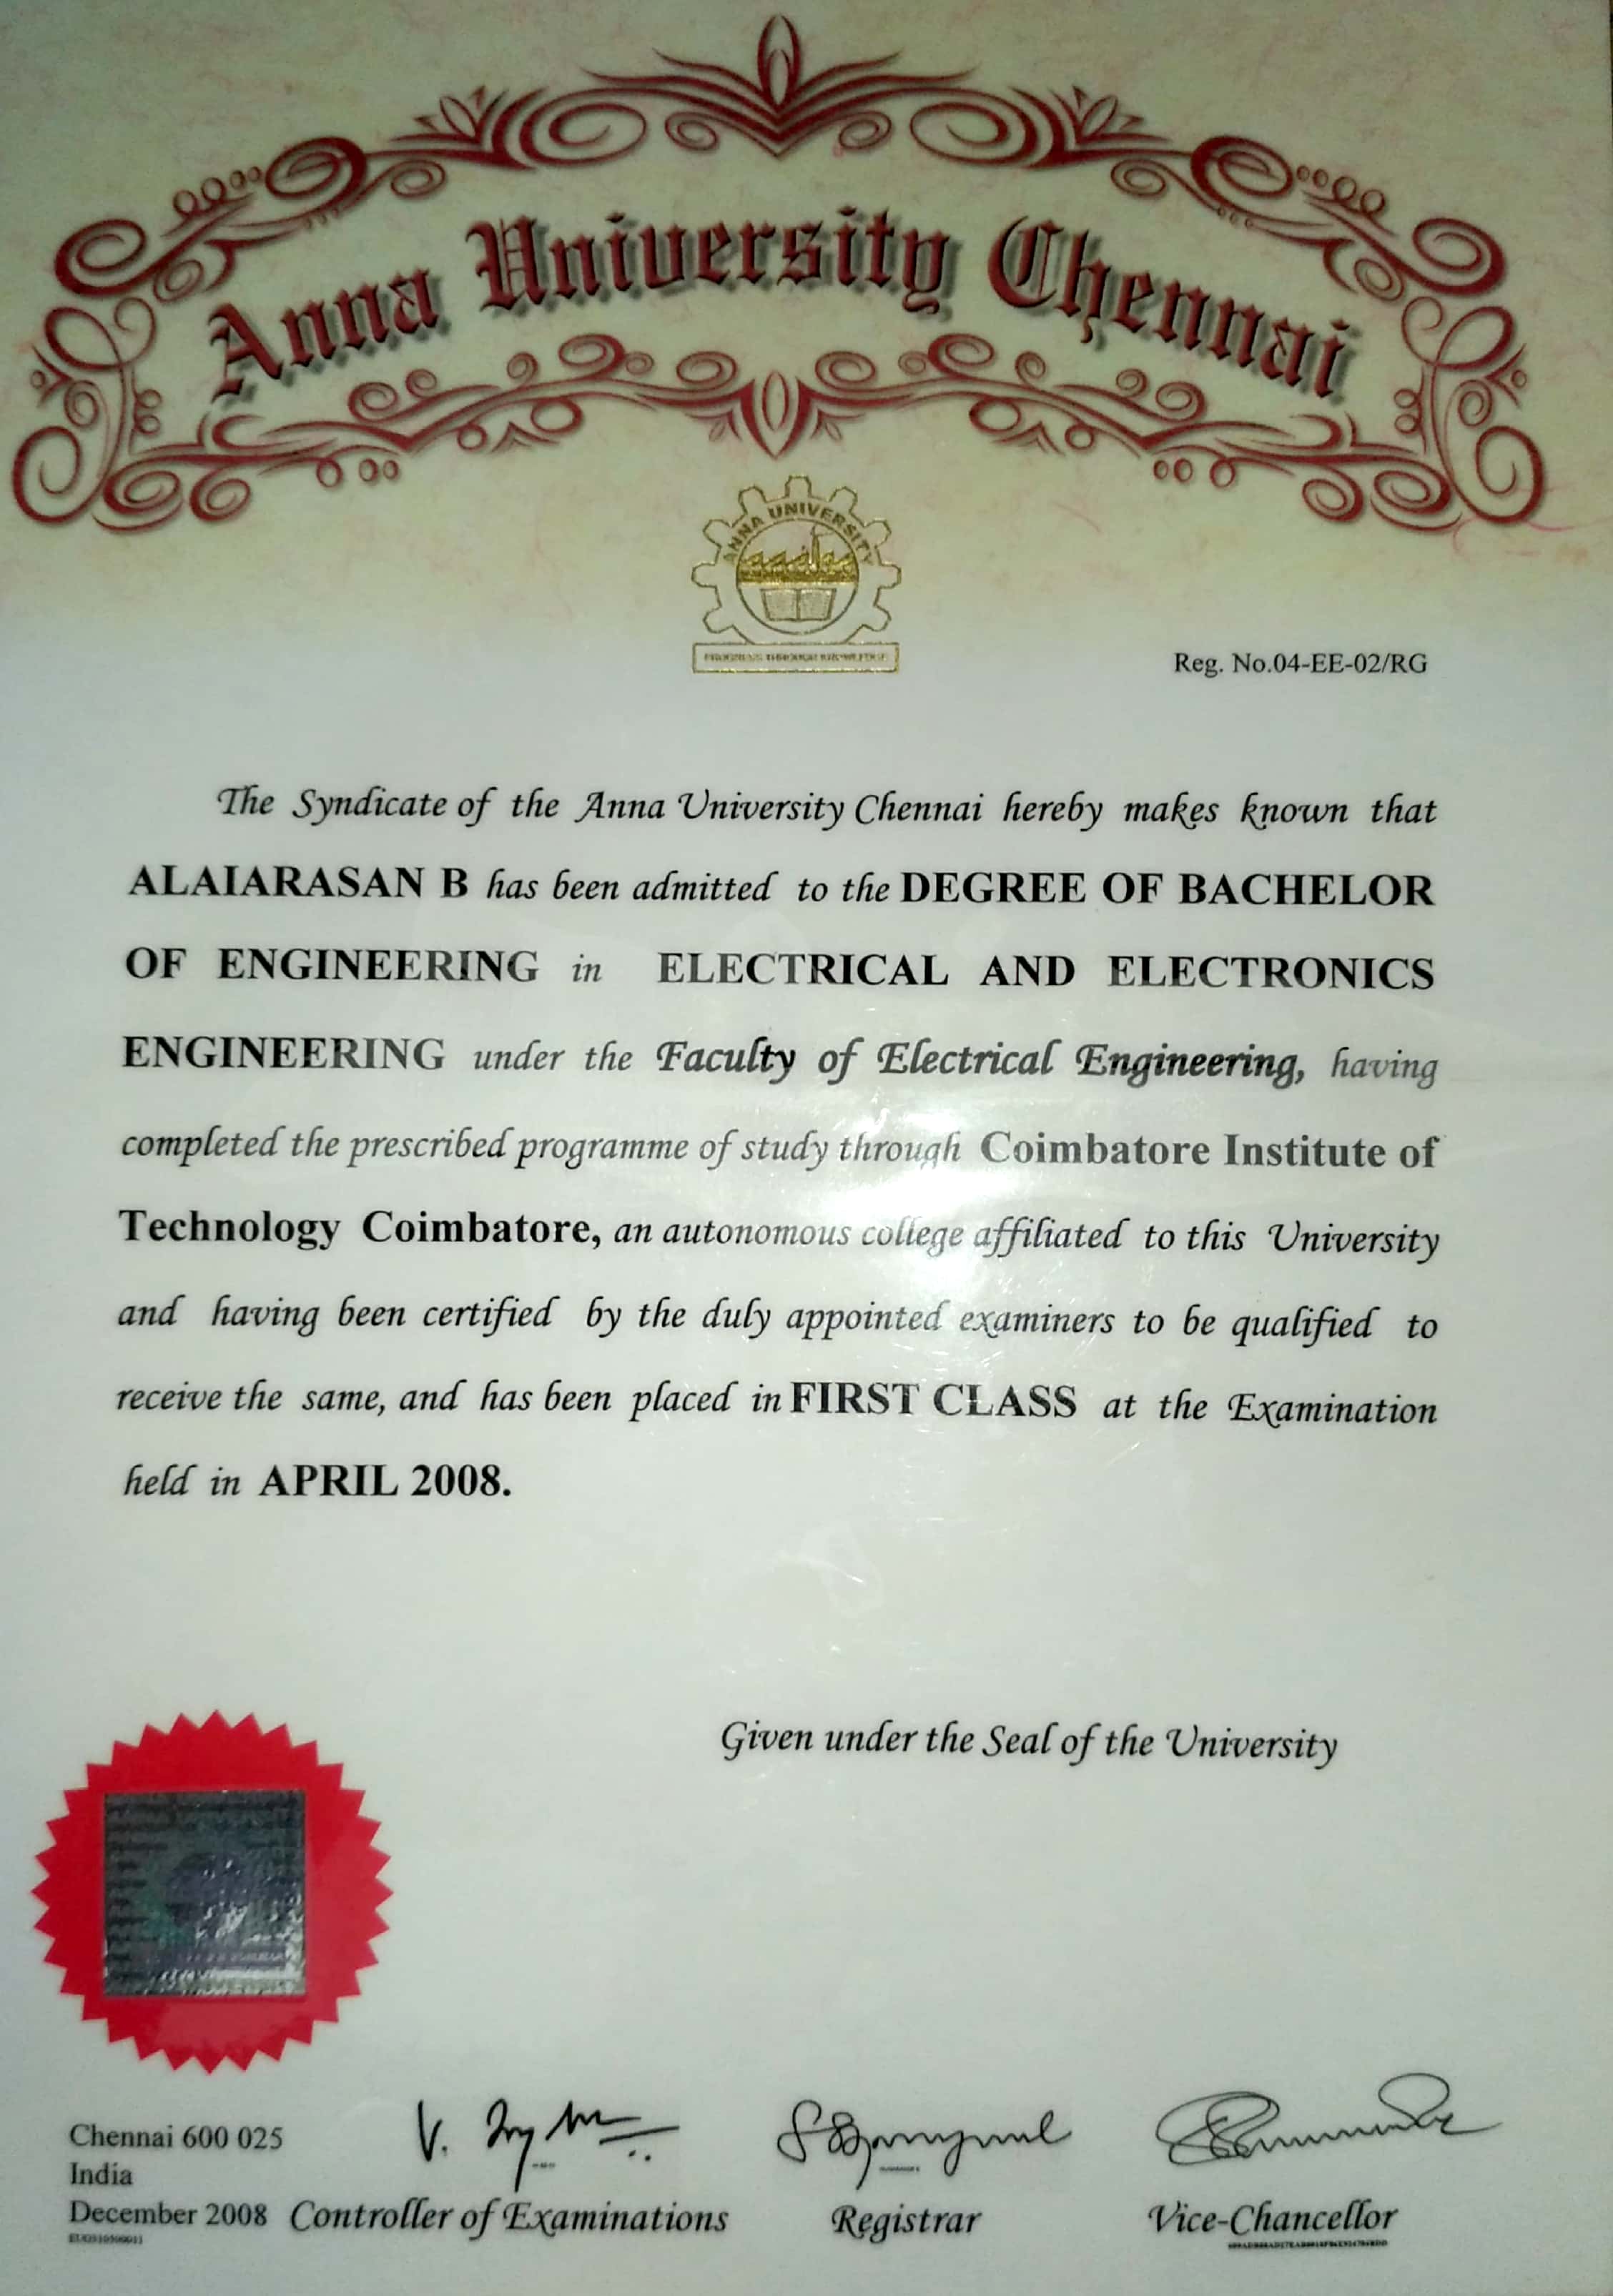 Anna University Chennai
ANNA UNIVERSITY
PROGRESS THROUGH KNOWLEDGE
Reg. No.04-EE-02/RG
The Syndicate of the Anna University Chennai hereby makes known that
ALAIARASAN B has been admitted to the DEGREE OF BACHELOR
OF ENGINEERING in ELECTRICAL AND ELECTRONICS
ENGINEERING under the Faculty of Electrical Engineering, having
completed the prescribed programme of study through Coimbatore Institute of
Technology Coimbatore, an autonomous college affiliated to this University
and having been certified by the duly appointed examiners to be qualified to
receive the same, and has been placed in FIRST CLASS at the Examination
held in APRIL 2008.
Given under the Seal of the University
Chennai 600 025
India
December 2008 Controller of Examinations Registrar Vice-Chancellor